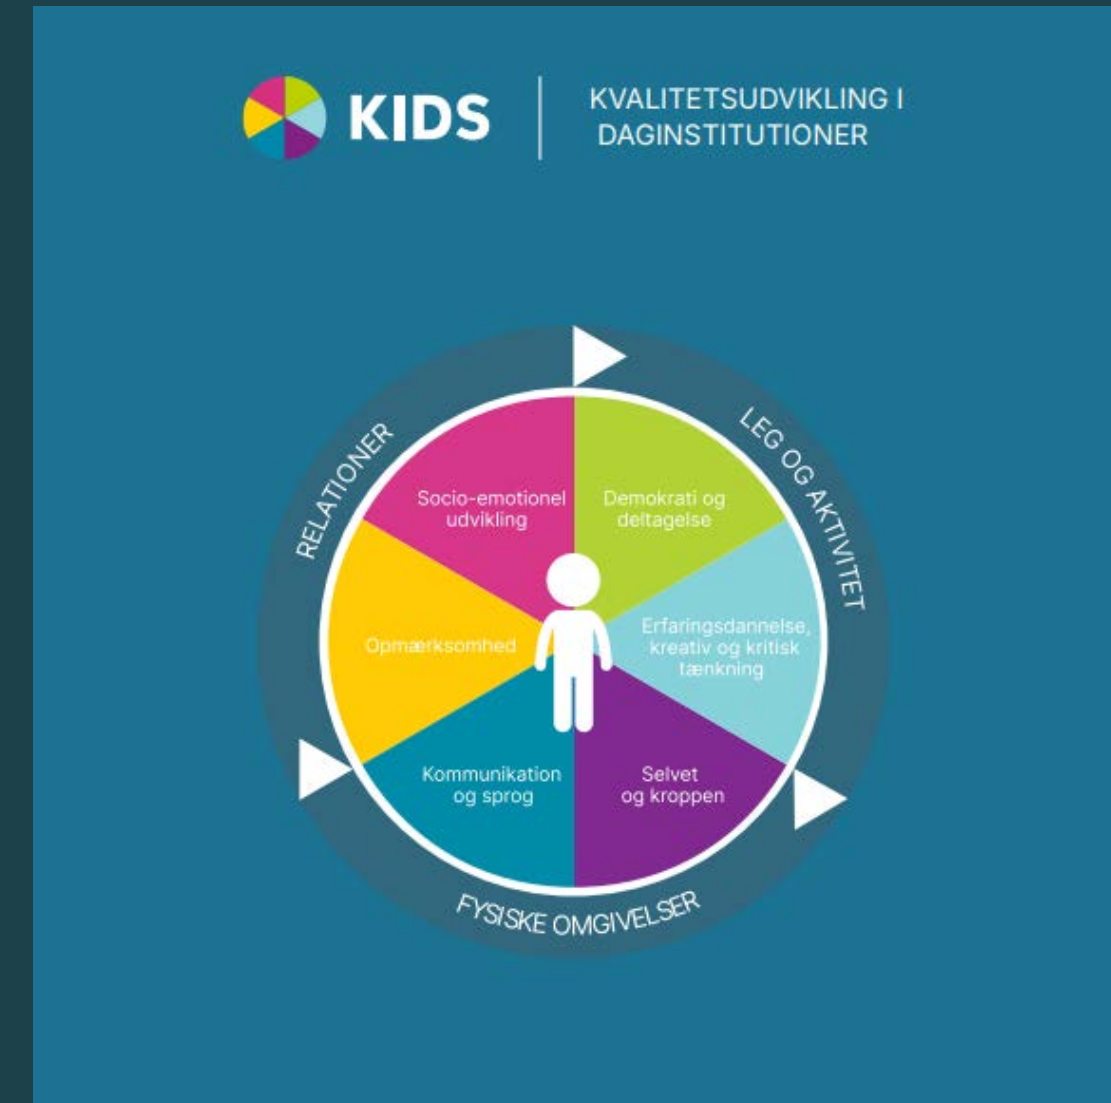 KIDS
KVALITETSUDVIKLING I
DAGINSTITUTIONER
RELATIONER
LEG OG AKTIVITET
Socio-emotionel
udvikling
Demokrati og
deltagelse
Opmærksomhed
Erfaringsdannelse,
kreativ og kritisk
tænkning
Kommunikation
og sprog
Selvet
og kroppen
FYSISKE OMGIVELSER